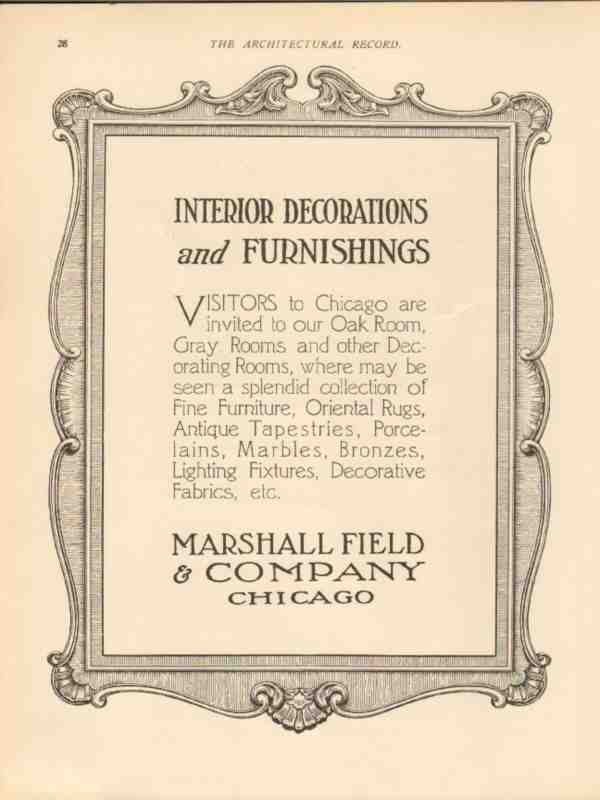 28
THE ARCHITECTURAL RECORD.
INTERIOR DECORATIONS
and FURNISHINGS
VISITORS to Chicago are
invited to our Oak Room,
Gray Rooms and other Dec-
orating Rooms, where may be
seen a splendid collection of
Fine Furniture, Oriental Rugs,
Antique Tapestries, Porce-
lains, Marbles, Bronzes,
Lighting Fixtures, Decorative
Fabrics, etc.
MARSHALL FIELD
& COMPANY
CHICAGO